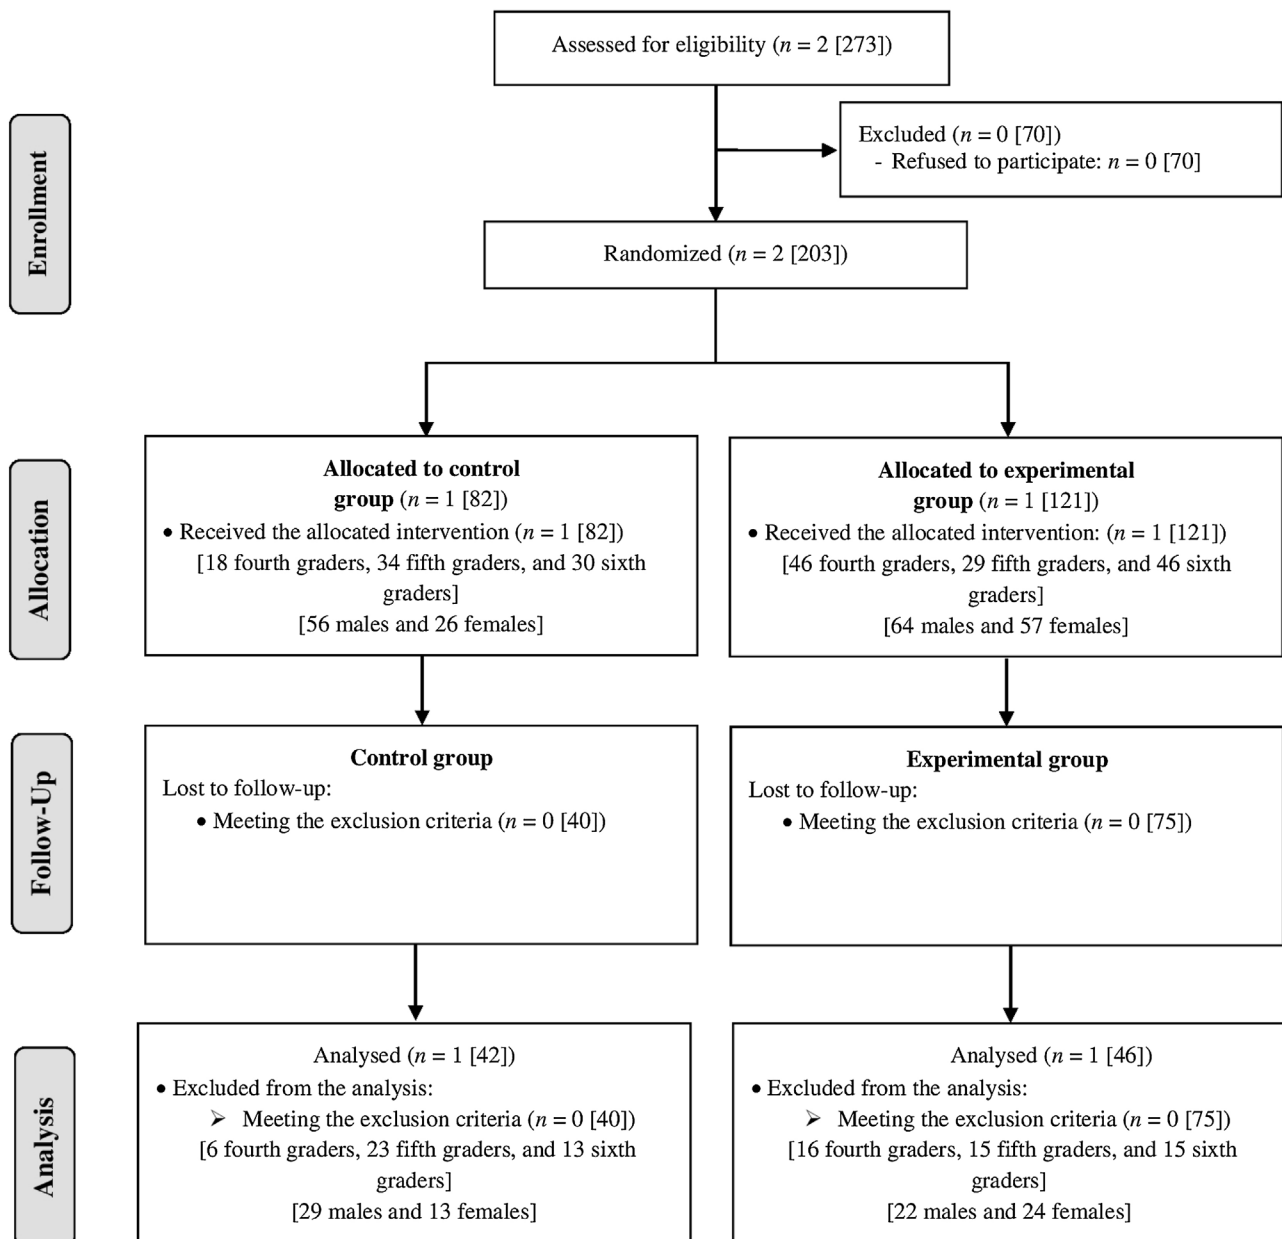 Assessed for eligibility (n = 2 [273])
Enrollment
Excluded (n = 0 [70])
- Refused to participate: n = 0 [70]
Randomized (n = 2 [203])
Allocation
Allocated to control
group (n = 1 [82])
• Received the allocated intervention (n = 1 [82])
[18 fourth graders, 34 fifth graders, and 30 sixth
graders]
[56 males and 26 females]
Allocated to experimental
group (n = 1 [121])
• Received the allocated intervention: (n = 1 [121])
[46 fourth graders, 29 fifth graders, and 46 sixth
graders]
[64 males and 57 females]
Follow-Up
Control group
Lost to follow-up:
• Meeting the exclusion criteria (n = 0 [40])
Experimental group
Lost to follow-up:
• Meeting the exclusion criteria (n = 0 [75])
Analysis
Analysed (n = 1 [42])
• Excluded from the analysis:
➢ Meeting the exclusion criteria (n = 0 [40])
[6 fourth graders, 23 fifth graders, and 13 sixth
graders]
[29 males and 13 females]
Analysed (n = 1 [46])
• Excluded from the analysis:
➢ Meeting the exclusion criteria (n = 0 [75])
[16 fourth graders, 15 fifth graders, and 15 sixth
graders]
[22 males and 24 females]